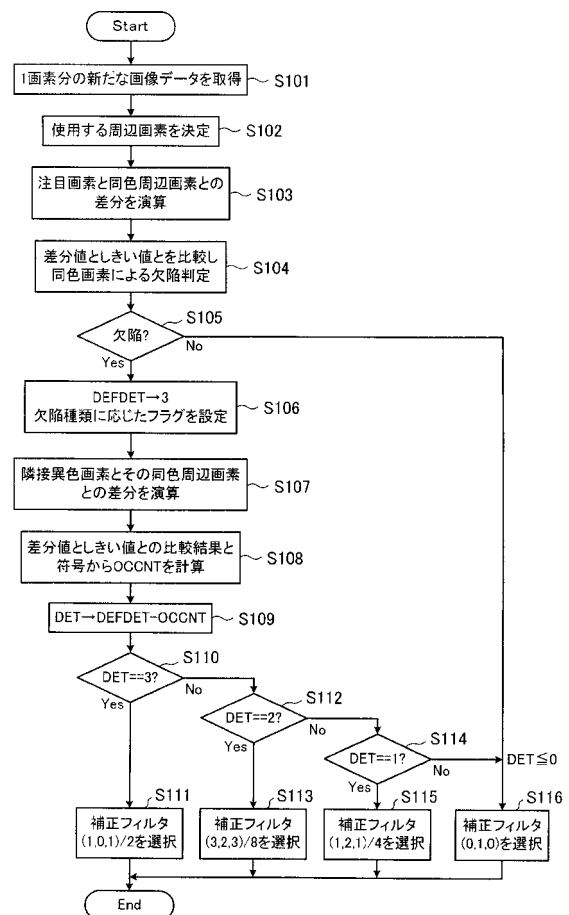 Start
1画素分の新たな画像データを取得
S101
使用する周辺画素を決定
S102
注目画素と同色周辺画素との
差分を演算
S103
差分値としきい値とを比較し
同色画素による欠陥判定
S104
欠陥?
S105
Yes
No
DEFDET→3
欠陥種類に応じたフラグを設定
S106
隣接異色画素とその同色周辺画素
との差分を演算
S107
差分値としきい値との比較結果と
符号からOCCNTを計算
S108
DET→DEFDET-OCCNT
S109
DET==3?
S110
Yes
No
DET==2?
S112
Yes
No
DET==1?
S114
Yes
No
DET≦0
S111
補正フィルタ
(1,0,1)/2を選択
S113
補正フィルタ
(3,2,3)/8を選択
S115
補正フィルタ
(1,2,1)/4を選択
S116
補正フィルタ
(0,1,0)を選択
End